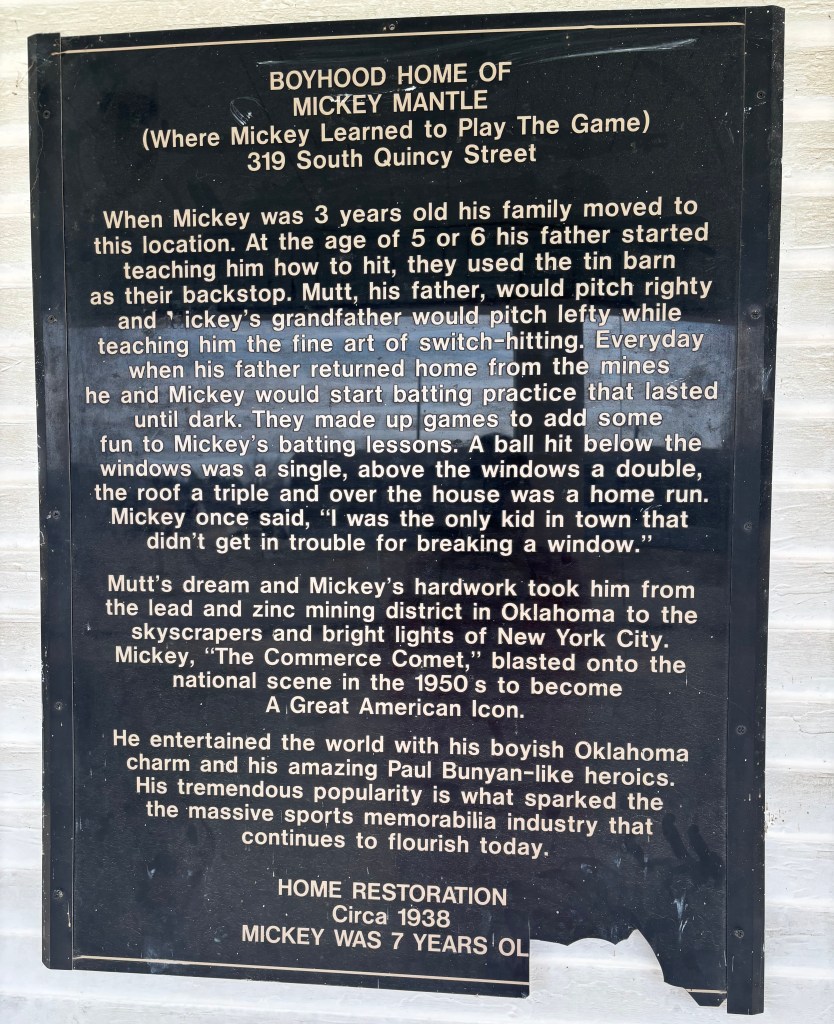 BOYHOOD HOME OF
MICKEY MANTLE
(Where Mickey Learned to Play The Game)
319 South Quincy Street
When Mickey was 3 years old his family moved to
this location. At the age of 5 or 6 his father started
teaching him how to hit, they used the tin barn
as their backstop. Mutt, his father, would pitch righty
and ickey's grandfather would pitch lefty while
teaching him the fine art of switch-hitting. Everyday
when his father returned home from the mines
he and Mickey would start batting practice that lasted
until dark. They made up games to add some
fun to Mickey's batting lessons. A ball hit below the
windows was a single, above the windows a double,
the roof a triple and over the house was a home run.
Mickey once said, "I was the only kid in town that
didn't get in trouble for breaking a window."
Mutt's dream and Mickey's hardwork took him from
the lead and zinc mining district in Oklahoma to the
skyscrapers and bright lights of New York City.
Mickey, "The Commerce Comet," blasted onto the
national scene in the 1950 s to become
A Great American Icon.
He entertained the world with his boyish Oklahoma
charm and his amazing Paul Bunyan-like heroics.
His tremendous popularity is what sparked the
the massive sports memorabilia industry that
continues to flourish today.
HOME RESTORATION
Circa 1938
MICKEY WAS 7 YEARS OL